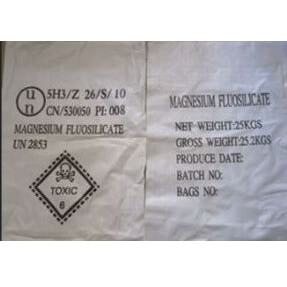 un 5H3/Z 26/S/10
CN/530050 PI:008
MAGNESIUM FLUOSILICATE
UN 2853
TOXIC
6
MAGNESIUM FLUOSILICATE
NET WEIGHT:25KGS
GROSS WEIGHT:25.2KGS
PRODUCE DATE:
BATCH NO:
BAGS NO: